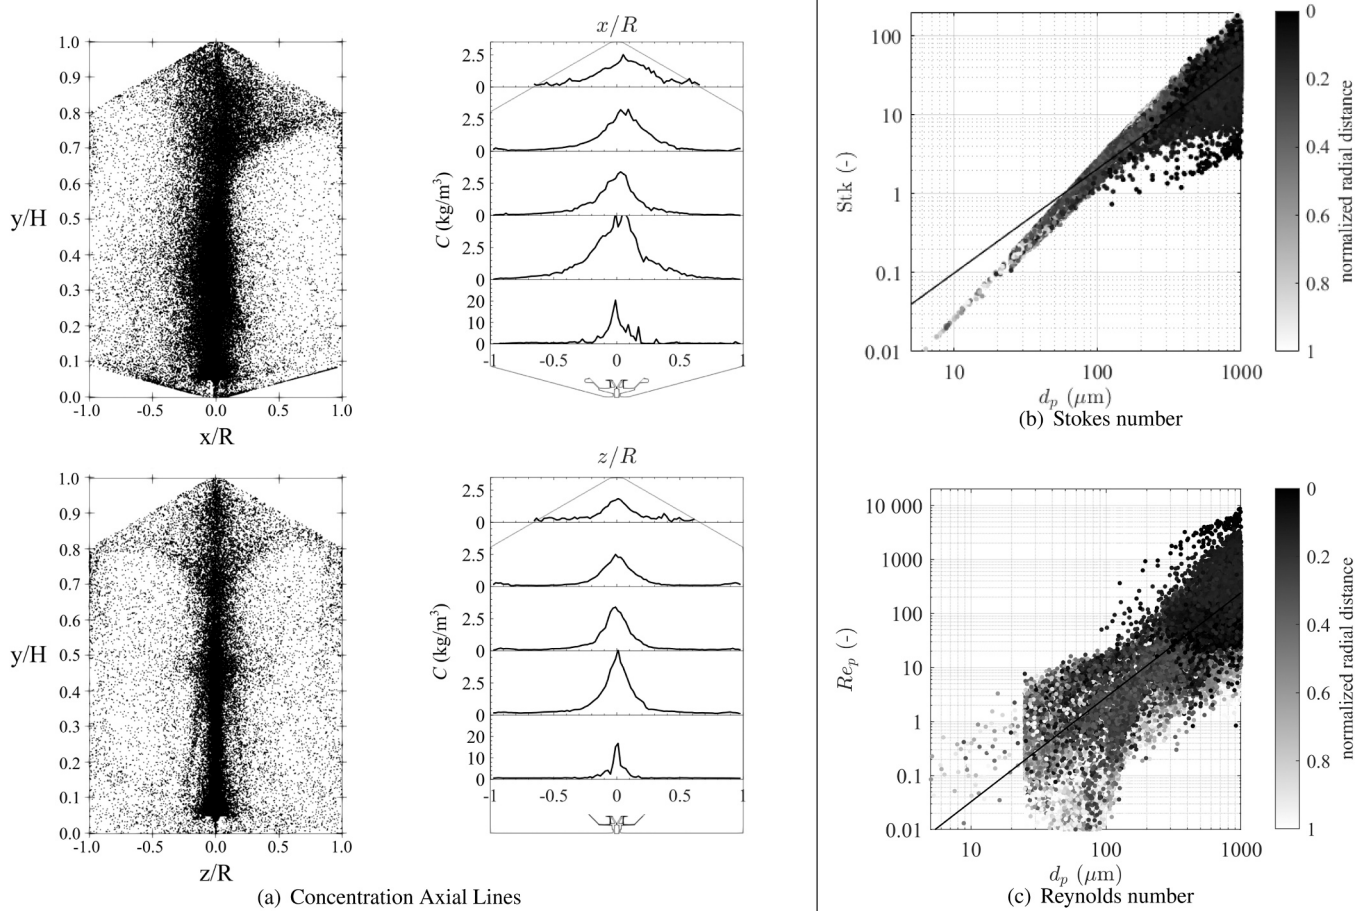 x/R
1.0
0.9
0.8
0.7
0.6
0.5
0.4
0.3
0.2
0.1
0.0
y/H
-1.0 -0.5 0.0 0.5 1.0
x/R
2.5
0
2.5
0
2.5
0
2.5
0
20
10
0
C (kg/m³)
-1 -0.5 0 0.5 1
z/R
1.0
0.9
0.8
0.7
0.6
0.5
0.4
0.3
0.2
0.1
0.0
y/H
-1.0 -0.5 0.0 0.5 1.0
z/R
2.5
0
2.5
0
2.5
0
2.5
0
20
10
0
C (kg/m³)
-1 -0.5 0 0.5 1
(a) Concentration Axial Lines
100
10
1
0.1
0.01
Stk (-)
10 100 1000
d_p (μm)
0
0.2
0.4
0.6
0.8
1
normalized radial distance
(b) Stokes number
10 000
1000
100
10
1
0.1
0.01
Re_p (-)
10 100 1000
d_p (μm)
0
0.2
0.4
0.6
0.8
1
normalized radial distance
(c) Reynolds number